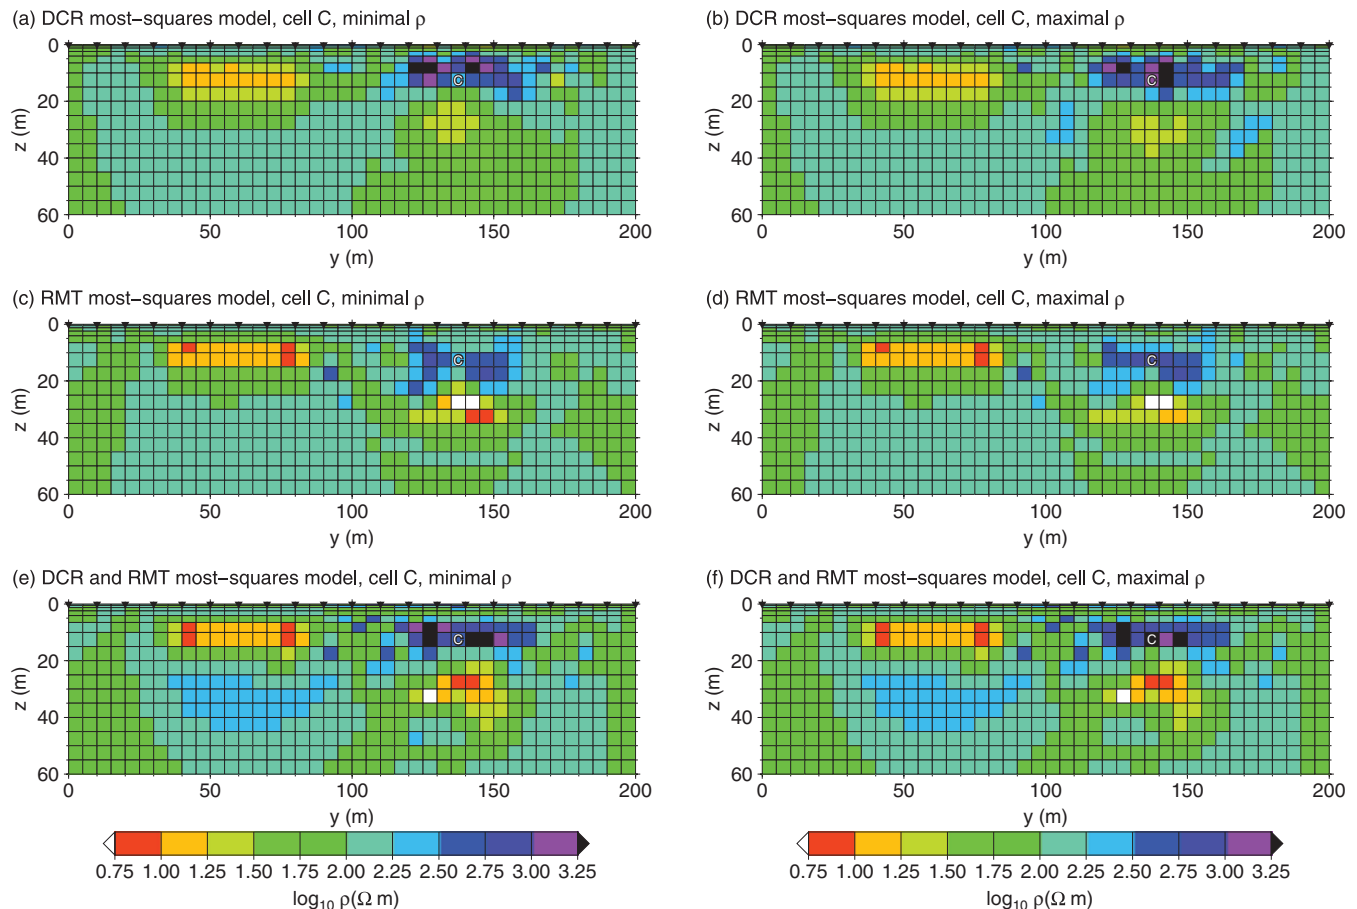 (a) DCR most−squares model, cell C, minimal ρ
(b) DCR most−squares model, cell C, maximal ρ
0
20
40
60
z (m)
C
0 50 100 150 200
y (m)
0
20
40
60
z (m)
C
0 50 100 150 200
y (m)
(c) RMT most−squares model, cell C, minimal ρ
(d) RMT most−squares model, cell C, maximal ρ
0
20
40
60
z (m)
C
0 50 100 150 200
y (m)
0
20
40
60
z (m)
C
0 50 100 150 200
y (m)
(e) DCR and RMT most−squares model, cell C, minimal ρ
(f) DCR and RMT most−squares model, cell C, maximal ρ
0
20
40
60
z (m)
C
0 50 100 150 200
y (m)
0
20
40
60
z (m)
C
0 50 100 150 200
y (m)
0.75 1.00 1.25 1.50 1.75 2.00 2.25 2.50 2.75 3.00 3.25
log₁₀ ρ(Ω m)
0.75 1.00 1.25 1.50 1.75 2.00 2.25 2.50 2.75 3.00 3.25
log₁₀ ρ(Ω m)